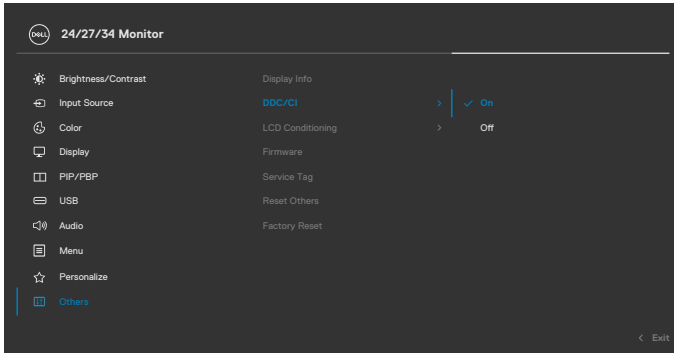 DELL 24/27/34 Monitor
Brightness/Contrast Display Info
Input Source DDC/CI > ✓ On
Color LCD Conditioning > Off
Display Firmware
PIP/PBP Service Tag
USB Reset Others
Audio Factory Reset
Menu
Personalize
Others
< Exit